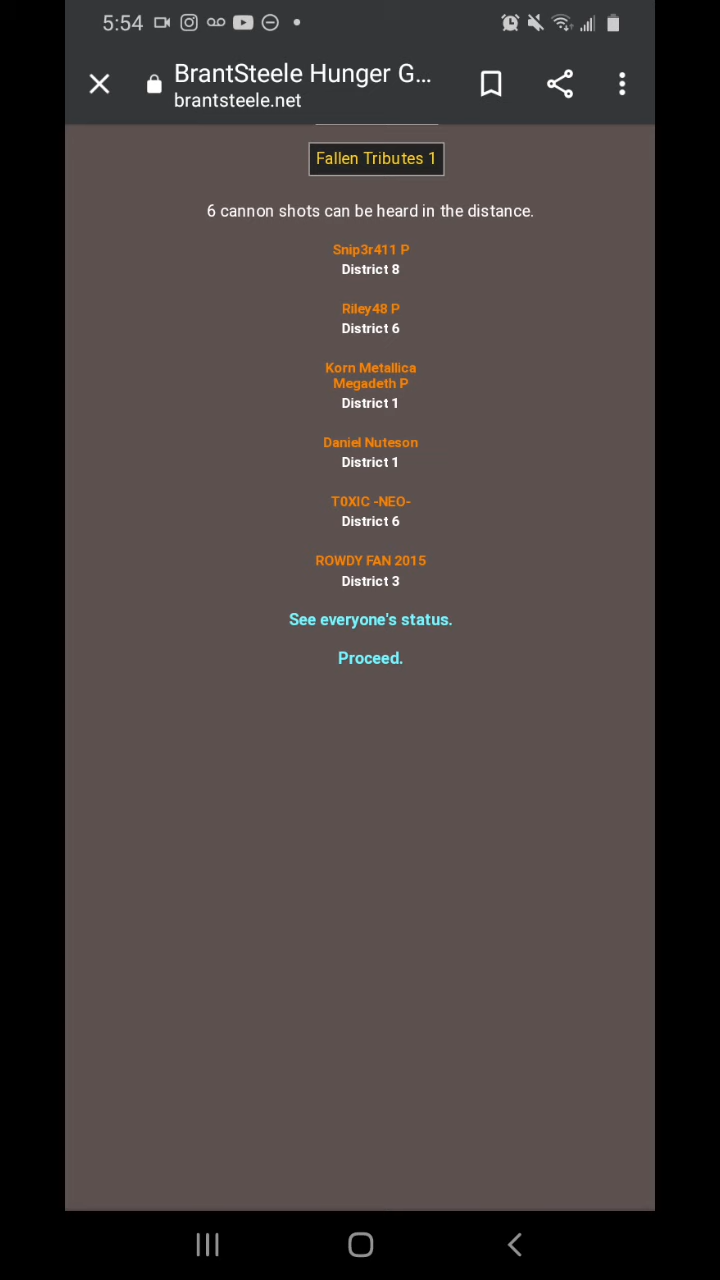 5:54
BrantSteele Hunger G...
brantsteele.net
Fallen Tributes 1
6 cannon shots can be heard in the distance.
Snip3r411 P
District 8
Riley48 P
District 6
Korn Metallica
Megadeth P
District 1
Daniel Nuteson
District 1
T0XIC -NEO-
District 6
ROWDY FAN 2015
District 3
See everyone's status.
Proceed.